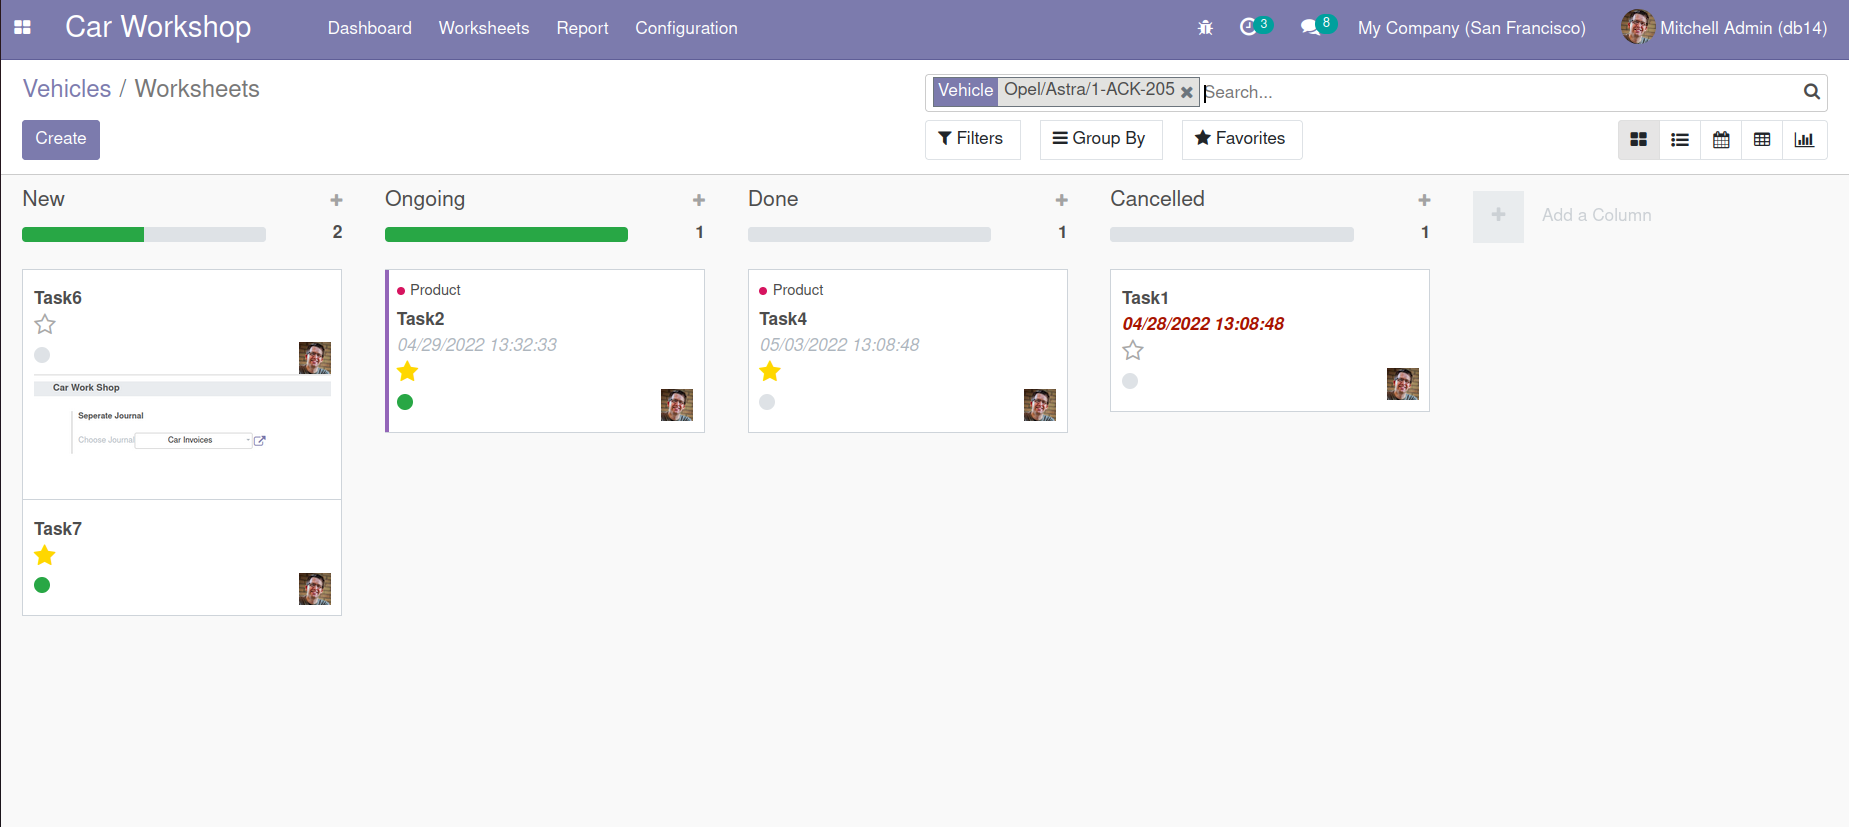 Car Workshop Dashboard Worksheets Report Configuration 3 8 My Company (San Francisco) Mitchell Admin (db14)
Vehicles / Worksheets
Vehicle Opel/Astra/1-ACK-205 Search...
Create
Filters Group By Favorites
New
2
Ongoing
1
Done
1
Cancelled
1
Add a Column
Task6
Car Work Shop
Seperate Journal
Choose Journal Car Invoices
Task7
Product
Task2
04/29/2022 13:32:33
Product
Task4
05/03/2022 13:08:48
Task1
04/28/2022 13:08:48